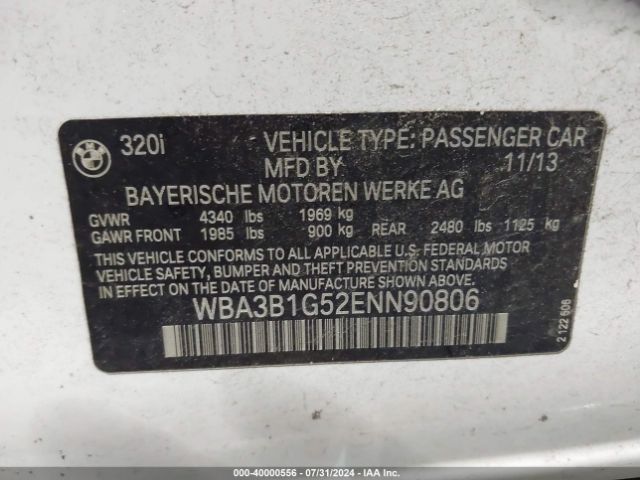 320i VEHICLE TYPE: PASSENGER CAR
MFD BY 11/13
BAYERISCHE MOTOREN WERKE AG
GVWR 4340 lbs 1969 kg
GAWR FRONT 1985 lbs 900 kg REAR 2480 lbs 1125 kg
THIS VEHICLE CONFORMS TO ALL APPLICABLE U.S. FEDERAL MOTOR
VEHICLE SAFETY, BUMPER AND THEFT PREVENTION STANDARDS
IN EFFECT ON THE DATE OF MANUFACTURE SHOWN ABOVE.
WBA3B1G52ENN90806
2 122 606
000-40000556 - 07/31/2024 - IAA Inc.